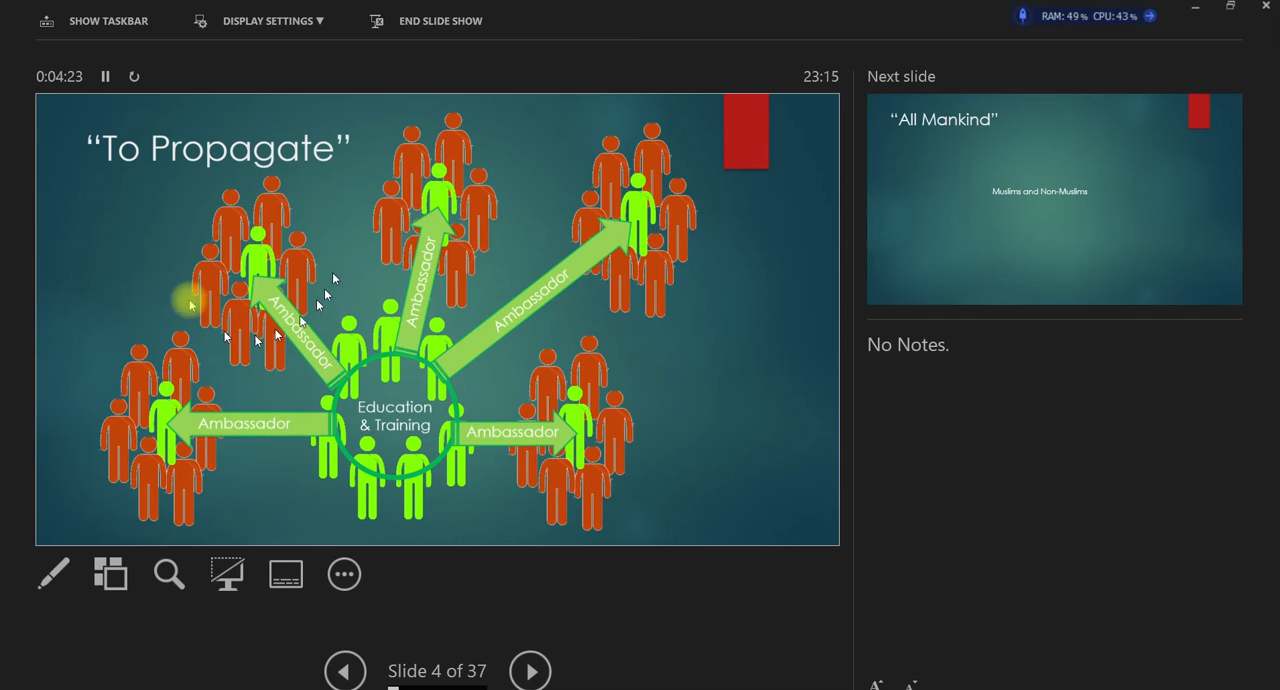 SHOW TASKBAR
DISPLAY SETTINGS ▼
END SLIDE SHOW
RAM: 49% CPU: 43%
0:04:23
23:15
Next slide
“To Propagate”
Ambassador
Ambassador
Ambassador
Ambassador
Ambassador
Education
& Training
“All Mankind”
Muslims and Non-Muslims
No Notes.
Slide 4 of 37
A A